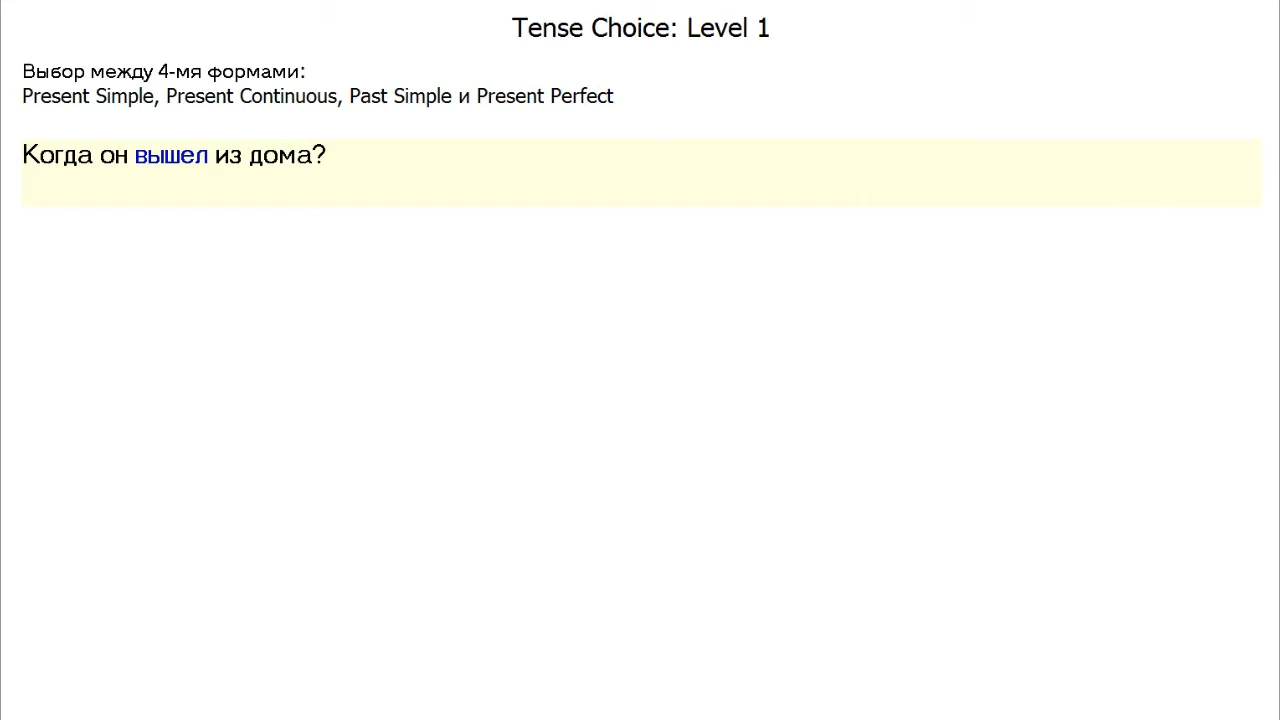 Tense Choice: Level 1
Выбор между 4-мя формами:
Present Simple, Present Continuous, Past Simple и Present Perfect
Когда он вышел из дома?